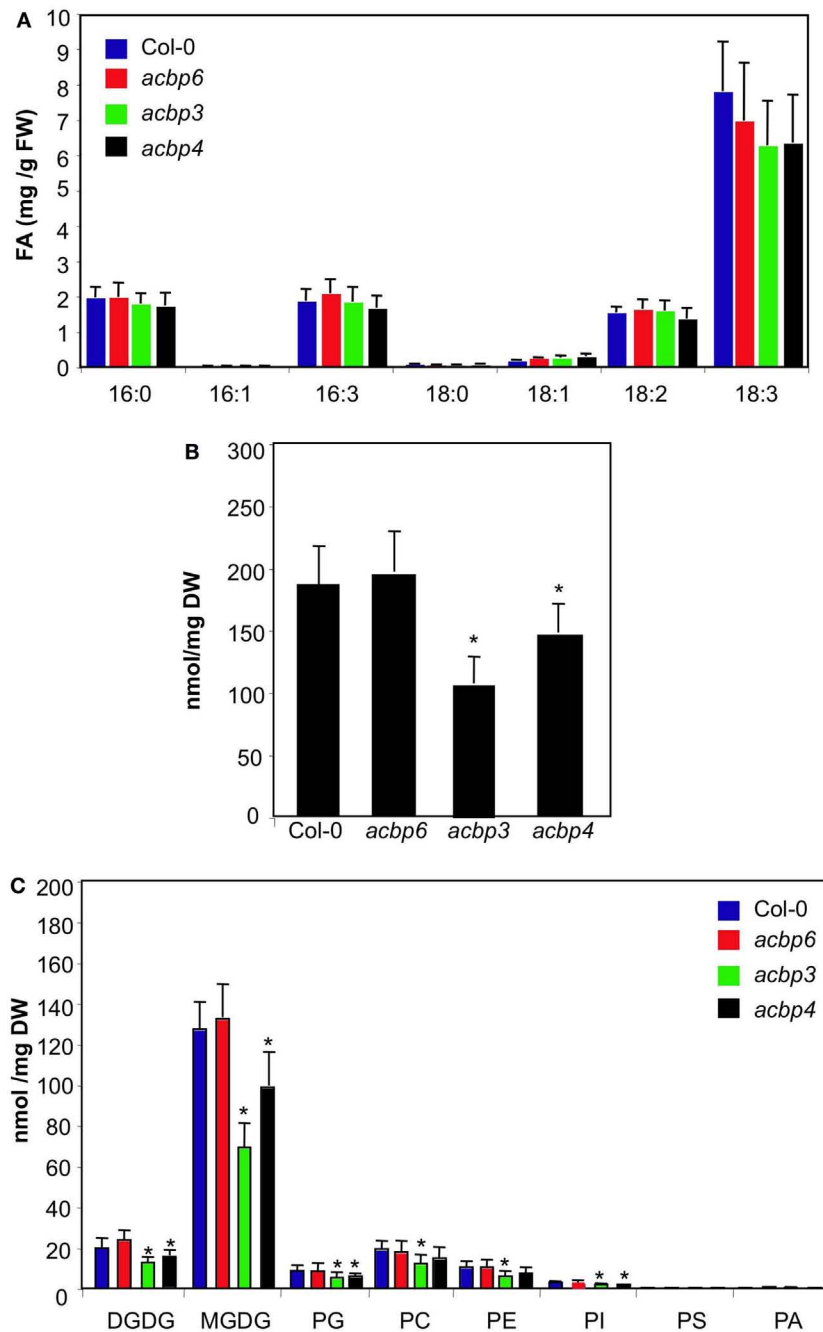 A
FA (mg /g FW)
10
9
8
7
6
5
4
3
2
1
0
Col-0
acbp6
acbp3
acbp4
16:0 16:1 16:3 18:0 18:1 18:2 18:3
B
nmol/mg DW
300
250
200
150
100
50
0
* *
Col-0 acbp6 acbp3 acbp4
C
nmol /mg DW
200
180
160
140
120
100
80
60
40
20
0
Col-0
acbp6
acbp3
acbp4
* * * * * * * * * *
DGDG MGDG PG PC PE PI PS PA